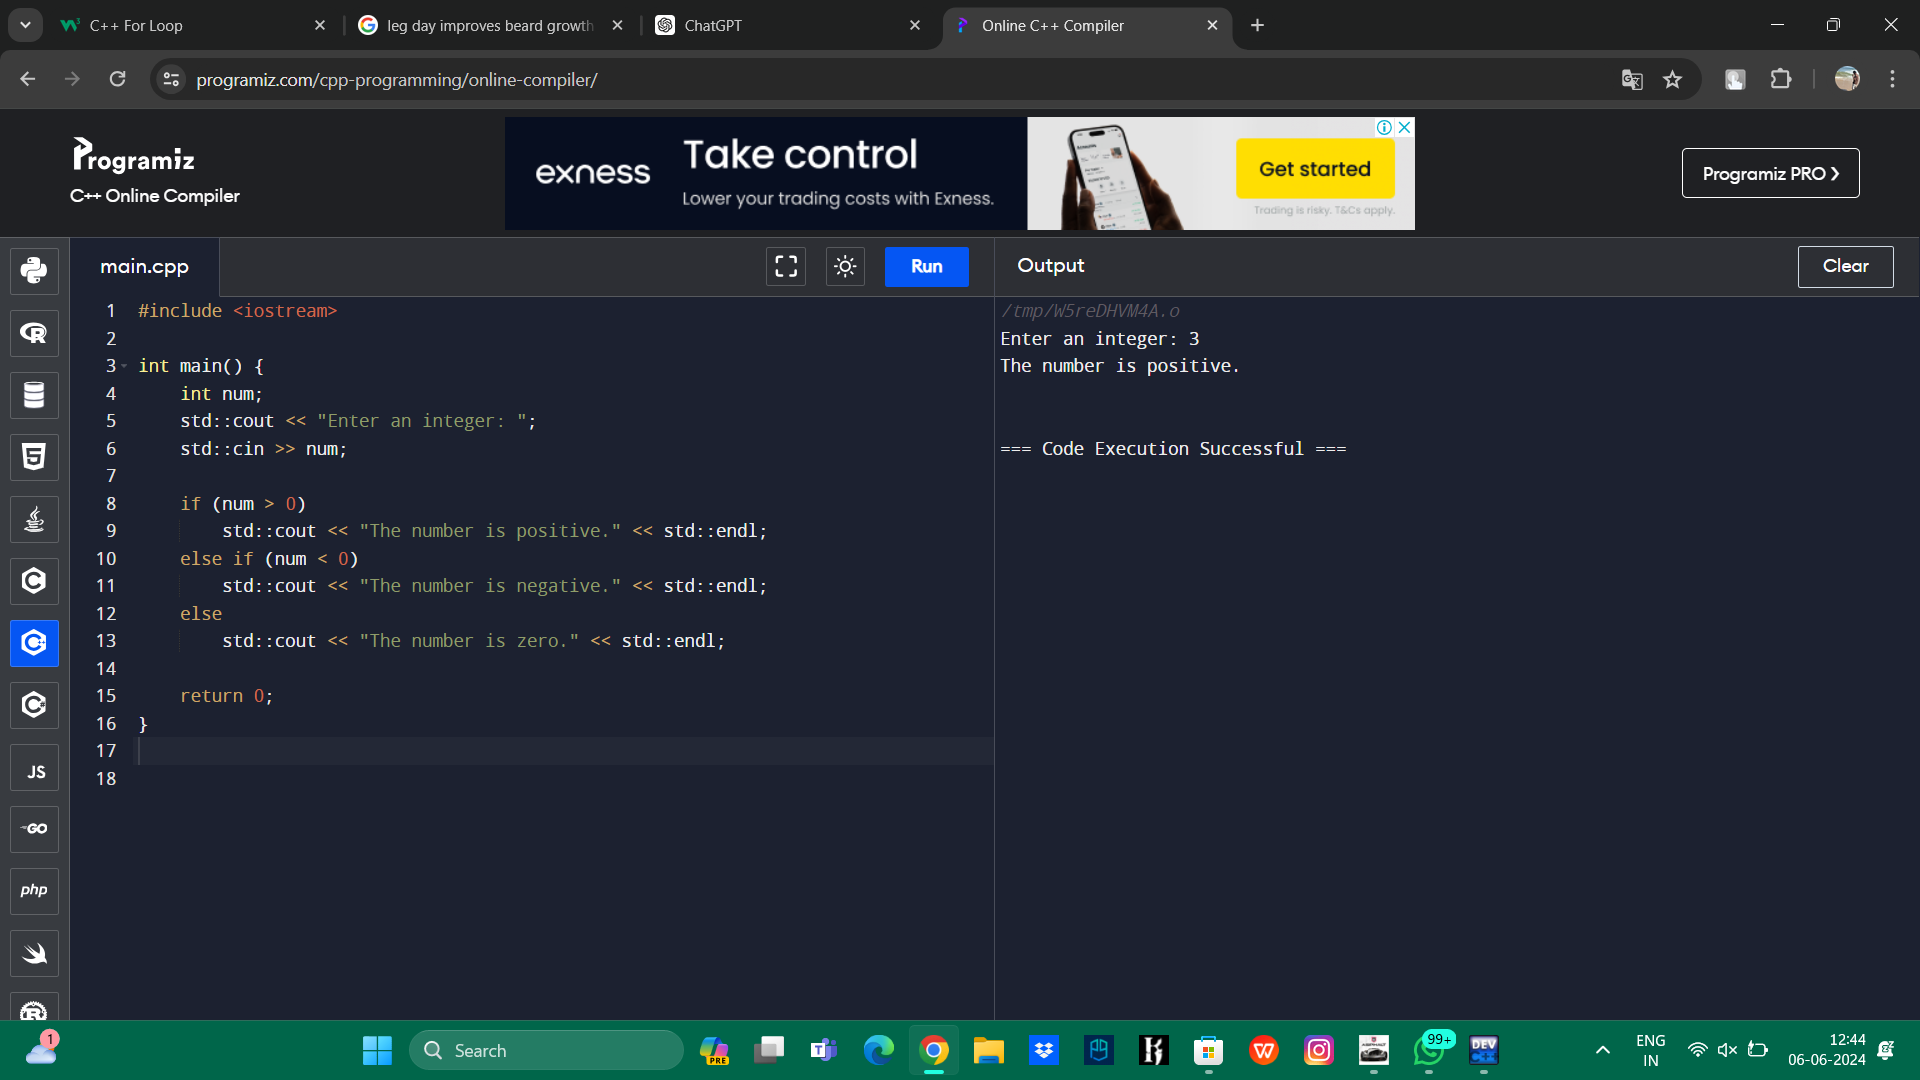 C++ For Loop
leg day improves beard growth
ChatGPT
Online C++ Compiler
programiz.com/cpp-programming/online-compiler/
Programiz
C++ Online Compiler
exness
Take control
Lower your trading costs with Exness.
Get started
Trading is risky. T&Cs apply.
Programiz PRO
main.cpp
Run
Output
Clear
1 #include <iostream>
2
3 int main() {
4 int num;
5 std::cout << "Enter an integer: ";
6 std::cin >> num;
7
8 if (num > 0)
9 std::cout << "The number is positive." << std::endl;
10 else if (num < 0)
11 std::cout << "The number is negative." << std::endl;
12 else
13 std::cout << "The number is zero." << std::endl;
14
15 return 0;
16 }
17
18
/tmp/W5reDHVM4A.o
Enter an integer: 3
The number is positive.
=== Code Execution Successful ===
JS
GO
php
1
Search
PRE
99+
DEV
ENG
IN
12:44
06-06-2024